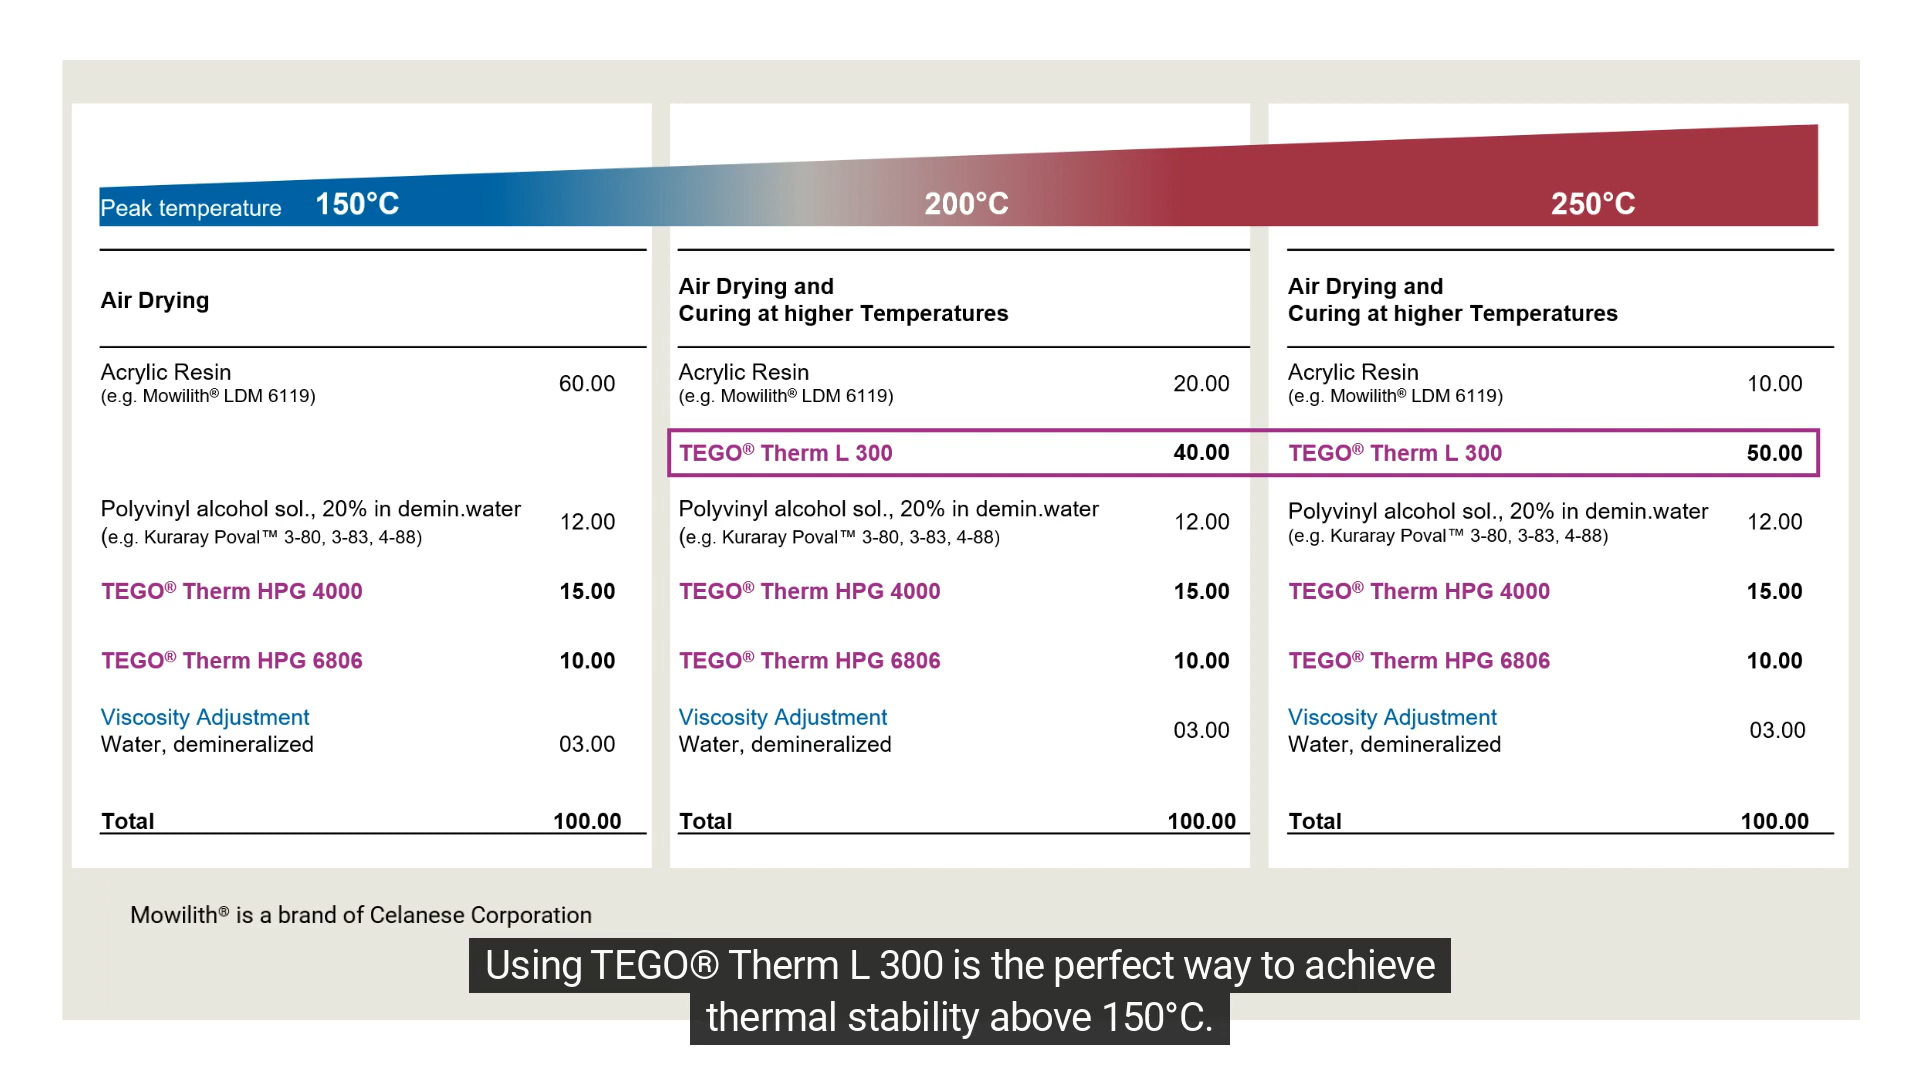 Peak temperature 150°C 200°C 250°C
Air Drying
Acrylic Resin 60.00
(e.g. Mowilith® LDM 6119)
Polyvinyl alcohol sol., 20% in demin.water 12.00
(e.g. Kuraray Poval™ 3-80, 3-83, 4-88)
TEGO® Therm HPG 4000 15.00
TEGO® Therm HPG 6806 10.00
Viscosity Adjustment
Water, demineralized 03.00
Total 100.00
Air Drying and
Curing at higher Temperatures
Acrylic Resin 20.00
(e.g. Mowilith® LDM 6119)
TEGO® Therm L 300 40.00
Polyvinyl alcohol sol., 20% in demin.water 12.00
(e.g. Kuraray Poval™ 3-80, 3-83, 4-88)
TEGO® Therm HPG 4000 15.00
TEGO® Therm HPG 6806 10.00
Viscosity Adjustment 03.00
Water, demineralized
Total 100.00
Air Drying and
Curing at higher Temperatures
Acrylic Resin 10.00
(e.g. Mowilith® LDM 6119)
TEGO® Therm L 300 50.00
Polyvinyl alcohol sol., 20% in demin.water 12.00
(e.g. Kuraray Poval™ 3-80, 3-83, 4-88)
TEGO® Therm HPG 4000 15.00
TEGO® Therm HPG 6806 10.00
Viscosity Adjustment 03.00
Water, demineralized
Total 100.00
Mowilith® is a brand of Celanese Corporation
Using TEGO® Therm L 300 is the perfect way to achieve
thermal stability above 150°C.